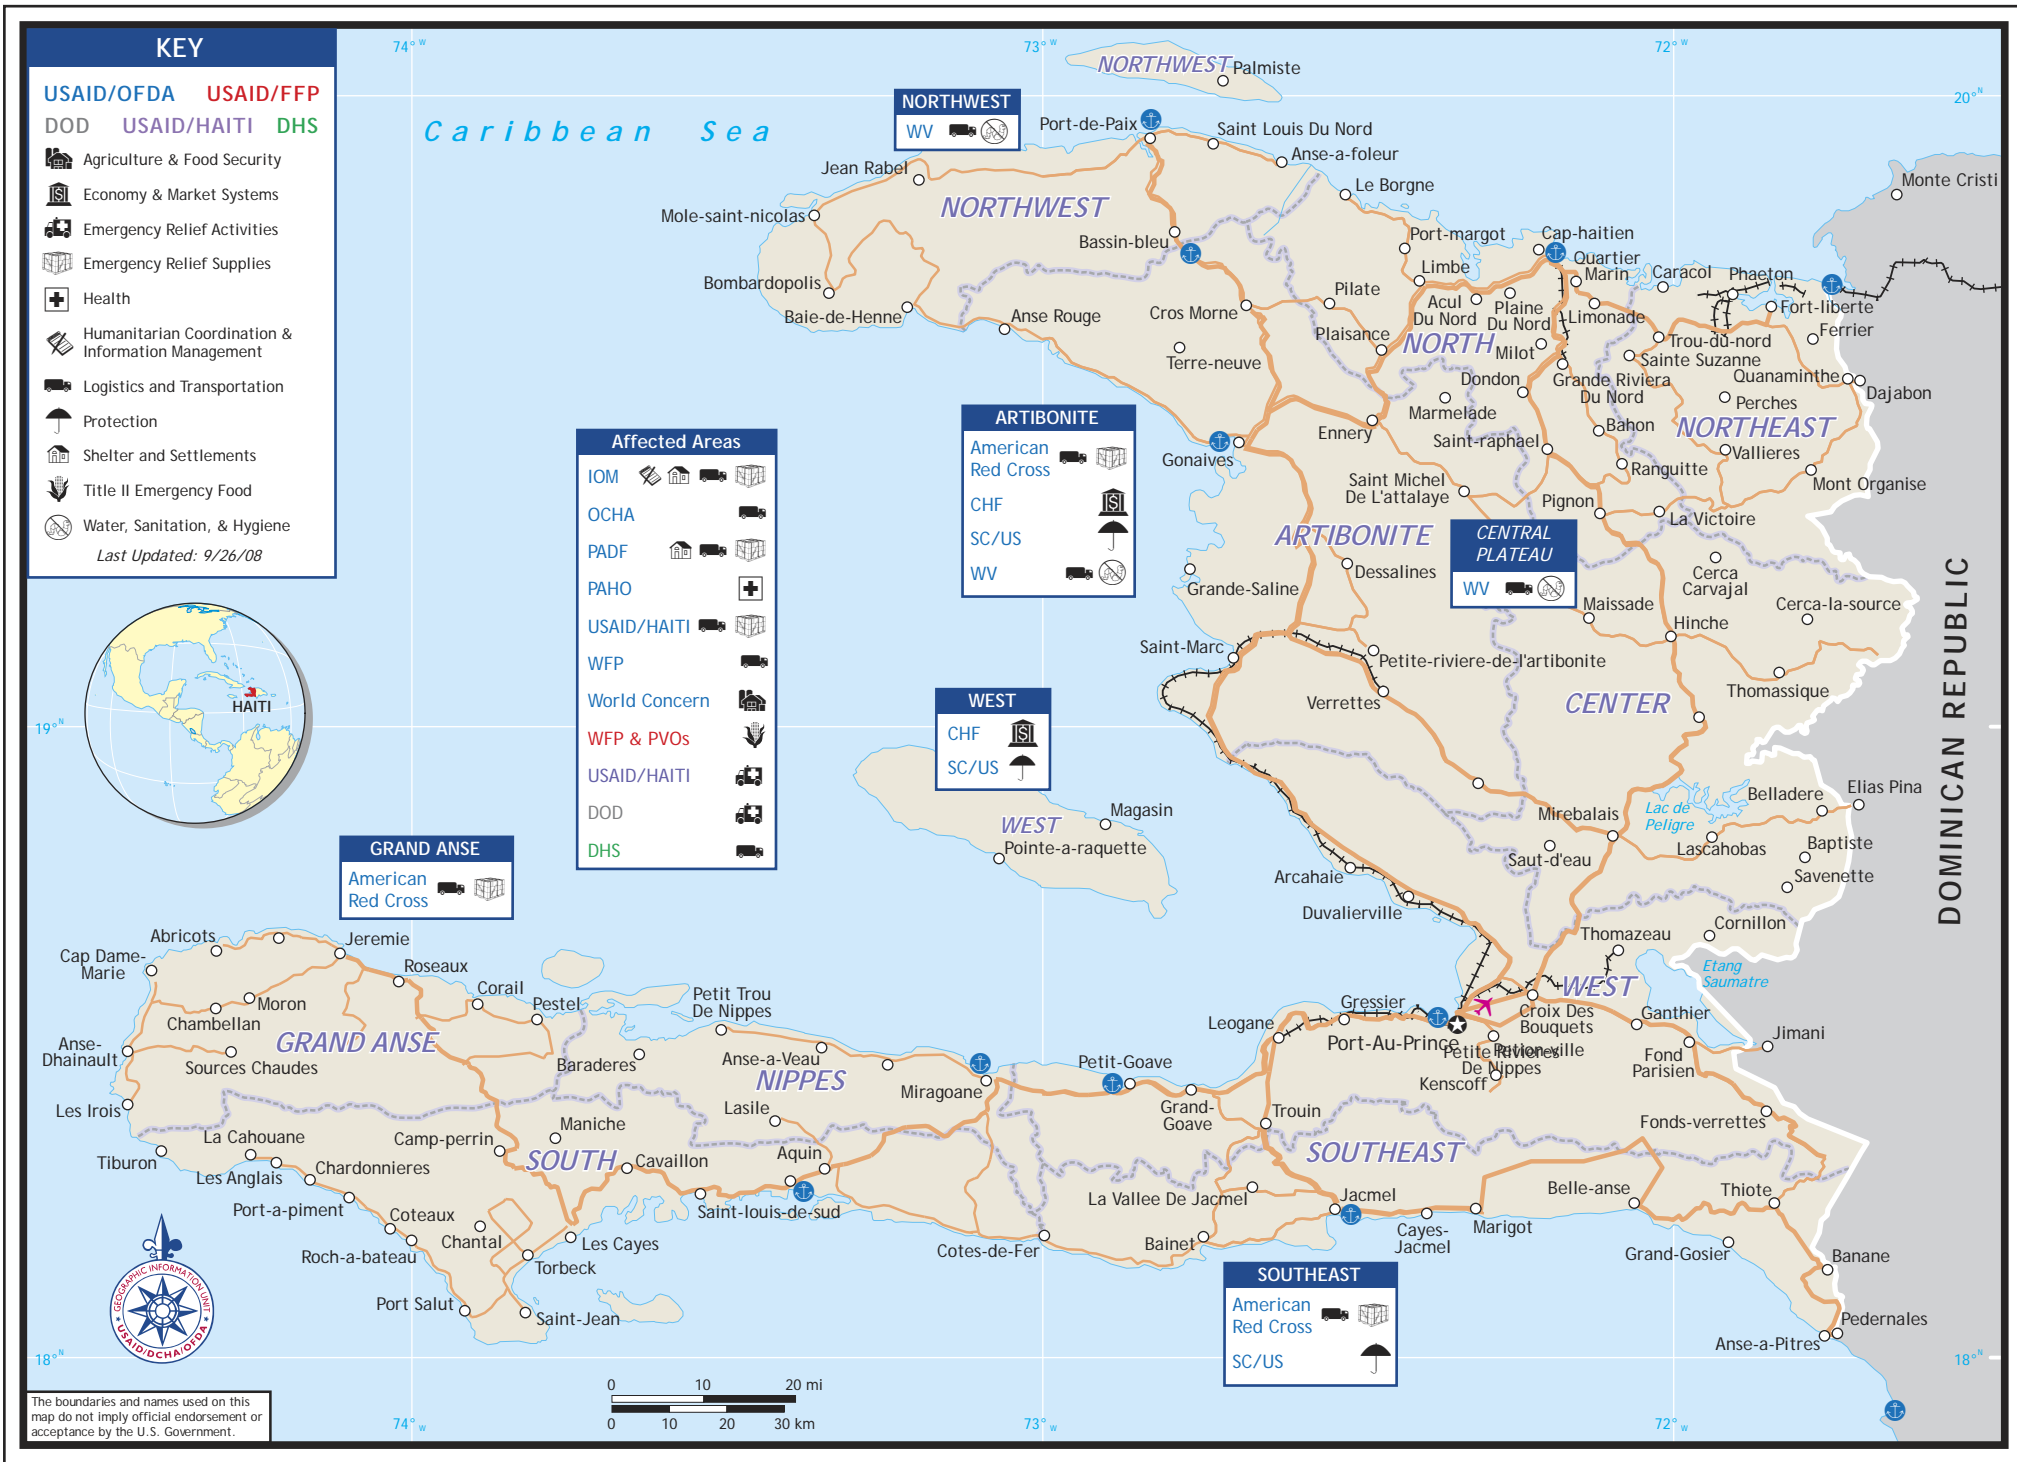 KEY
USAID/OFDA USAID/FFP
DOD USAID/HAITI DHS
Agriculture & Food Security
Economy & Market Systems
Emergency Relief Activities
Emergency Relief Supplies
Health
Humanitarian Coordination &
Information Management
Logistics and Transportation
Protection
Shelter and Settlements
Title II Emergency Food
Water, Sanitation, & Hygiene
Last Updated: 9/26/08
HAITI
74° W
73° W
72° W
20° N
19° N
18° N
18° N
74° W
73° W
72° W
Caribbean Sea
DOMINICAN REPUBLIC
NORTHWEST
WV
Affected Areas
IOM
OCHA
PADF
PAHO
USAID/HAITI
WFP
World Concern
WFP & PVOs
USAID/HAITI
DOD
DHS
ARTIBONITE
American
Red Cross
CHF
SC/US
WV
CENTRAL
PLATEAU
WV
WEST
CHF
SC/US
GRAND ANSE
American
Red Cross
SOUTHEAST
American
Red Cross
SC/US
NORTHWEST
Palmiste
Port-de-Paix
Saint Louis Du Nord
Anse-a-foleur
Jean Rabel
Le Borgne
Monte Cristi
NORTHWEST
Mole-saint-nicolas
Bassin-bleu
Port-margot
Cap-haitien
Quartier
Marin
Caracol
Phaeton
Limbe
Bombardopolis
Pilate
Acul
Du Nord
Plaine
Du Nord
Limonade
Fort-liberte
Baie-de-Henne
Anse Rouge
Cros Morne
Plaisance
NORTH
Milot
Trou-du-nord
Ferrier
Sainte Suzanne
Terre-neuve
Dondon
Grande Riviera
Du Nord
Quanaminthe
Dajabon
Marmelade
Perches
Ennery
Bahon
NORTHEAST
Gonaives
Saint-raphael
Vallieres
Ranguitte
Saint Michel
De L'attalaye
Mont Organise
Pignon
La Victoire
ARTIBONITE
Dessalines
Cerca
Carvajal
Grande-Saline
Maissade
Cerca-la-source
Hinche
Saint-Marc
Petite-riviere-de-l'artibonite
Thomassique
Verrettes
CENTER
Elias Pina
Belladere
Lac de
Peligre
Mirebalais
Magasin
WEST
Pointe-a-raquette
Saut-d'eau
Lascahobas
Baptiste
Savenette
Arcahaie
Duvalierville
Cornillon
Thomazeau
Etang
Saumatre
WEST
Abricots
Jeremie
Cap Dame-
Marie
Roseaux
Corail
Pestel
Petit Trou
De Nippes
Moron
Chambellan
GRAND ANSE
Anse-
Dhainault
Sources Chaudes
Baraderes
Anse-a-Veau
NIPPES
Miragoane
Petit-Goave
Leogane
Gressier
Port-Au-Prince
Croix Des
Bouquets
Petion-ville
Petite Rivieres
De Nippes
Kenscoff
Ganthier
Jimani
Fond
Parisien
Les Irois
Lasile
Grand-
Goave
Trouin
Fonds-verrettes
Tiburon
La Cahouane
Camp-perrin
Maniche
SOUTH
Cavaillon
Aquin
SOUTHEAST
Les Anglais
Chardonnieres
Port-a-piment
Saint-louis-de-sud
La Vallee De Jacmel
Jacmel
Belle-anse
Thiote
Coteaux
Chantal
Les Cayes
Roch-a-bateau
Torbeck
Cotes-de-Fer
Bainet
Cayes-
Jacmel
Marigot
Grand-Gosier
Banane
Port Salut
Saint-Jean
Pedernales
Anse-a-Pitres
GEOGRAPHIC INFORMATION UNIT
USAID/DCHA/OFDA
0 10 20 mi
0 10 20 30 km
The boundaries and names used on this
map do not imply official endorsement or
acceptance by the U.S. Government.